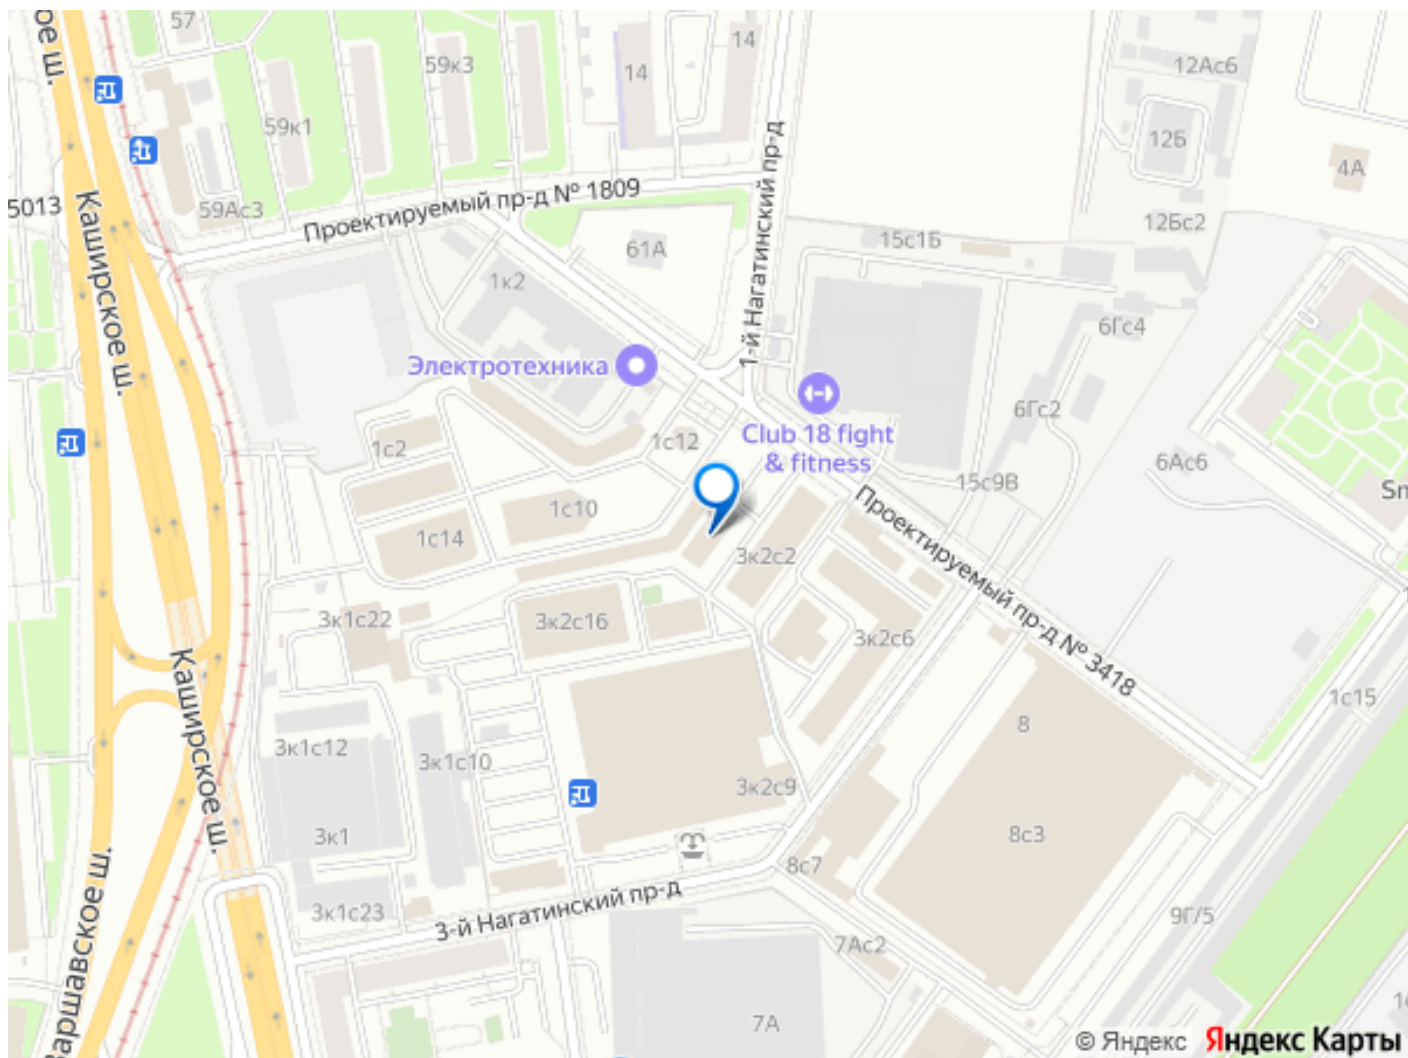 57
59к3
14
14
12Ас6
ое ш.
59к1
12Б
4А
5013
59Ас3
Проектируемый пр-д № 1809
1-й Нагатинский пр-д
12Бс2
Каширское ш.
61А
15с1Б
1к2
6Гс4
Электротехника
6Гс2
Club 18 fight
& fitness
1с2
1с12
6Ас6
15с9В
Sm
1с10
1с14
3к2с2
Проектируемый пр-д № 3418
3к1с22
3к2с16
3к2с6
Каширское ш.
1с15
8
3к1с12
3к1с10
3к2с9
3к1
8с3
8с7
3к1с23
3-й Нагатинский пр-д
9Г/5
7Ас2
Варшавское ш.
7А
© Яндекс Яндекс Карты